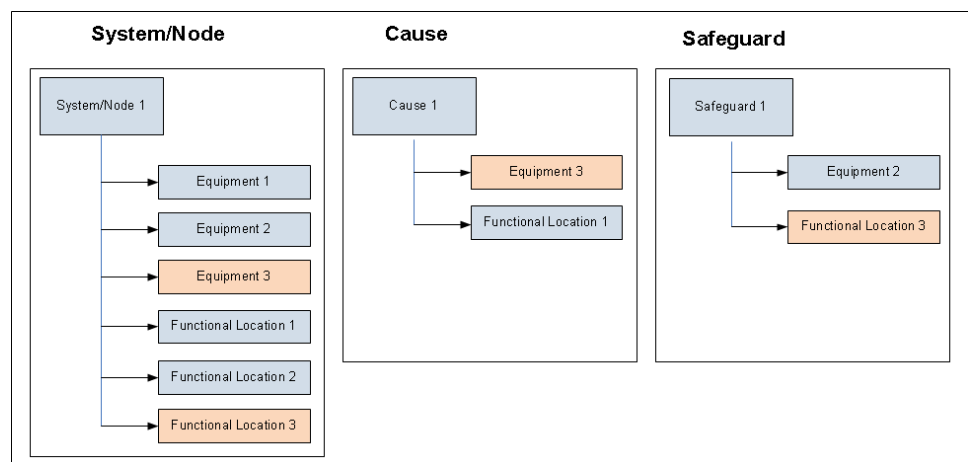 System/Node
Cause
Safeguard
System/Node 1
Equipment 1
Equipment 2
Equipment 3
Functional Location 1
Functional Location 2
Functional Location 3
Cause 1
Equipment 3
Functional Location 1
Safeguard 1
Equipment 2
Functional Location 3